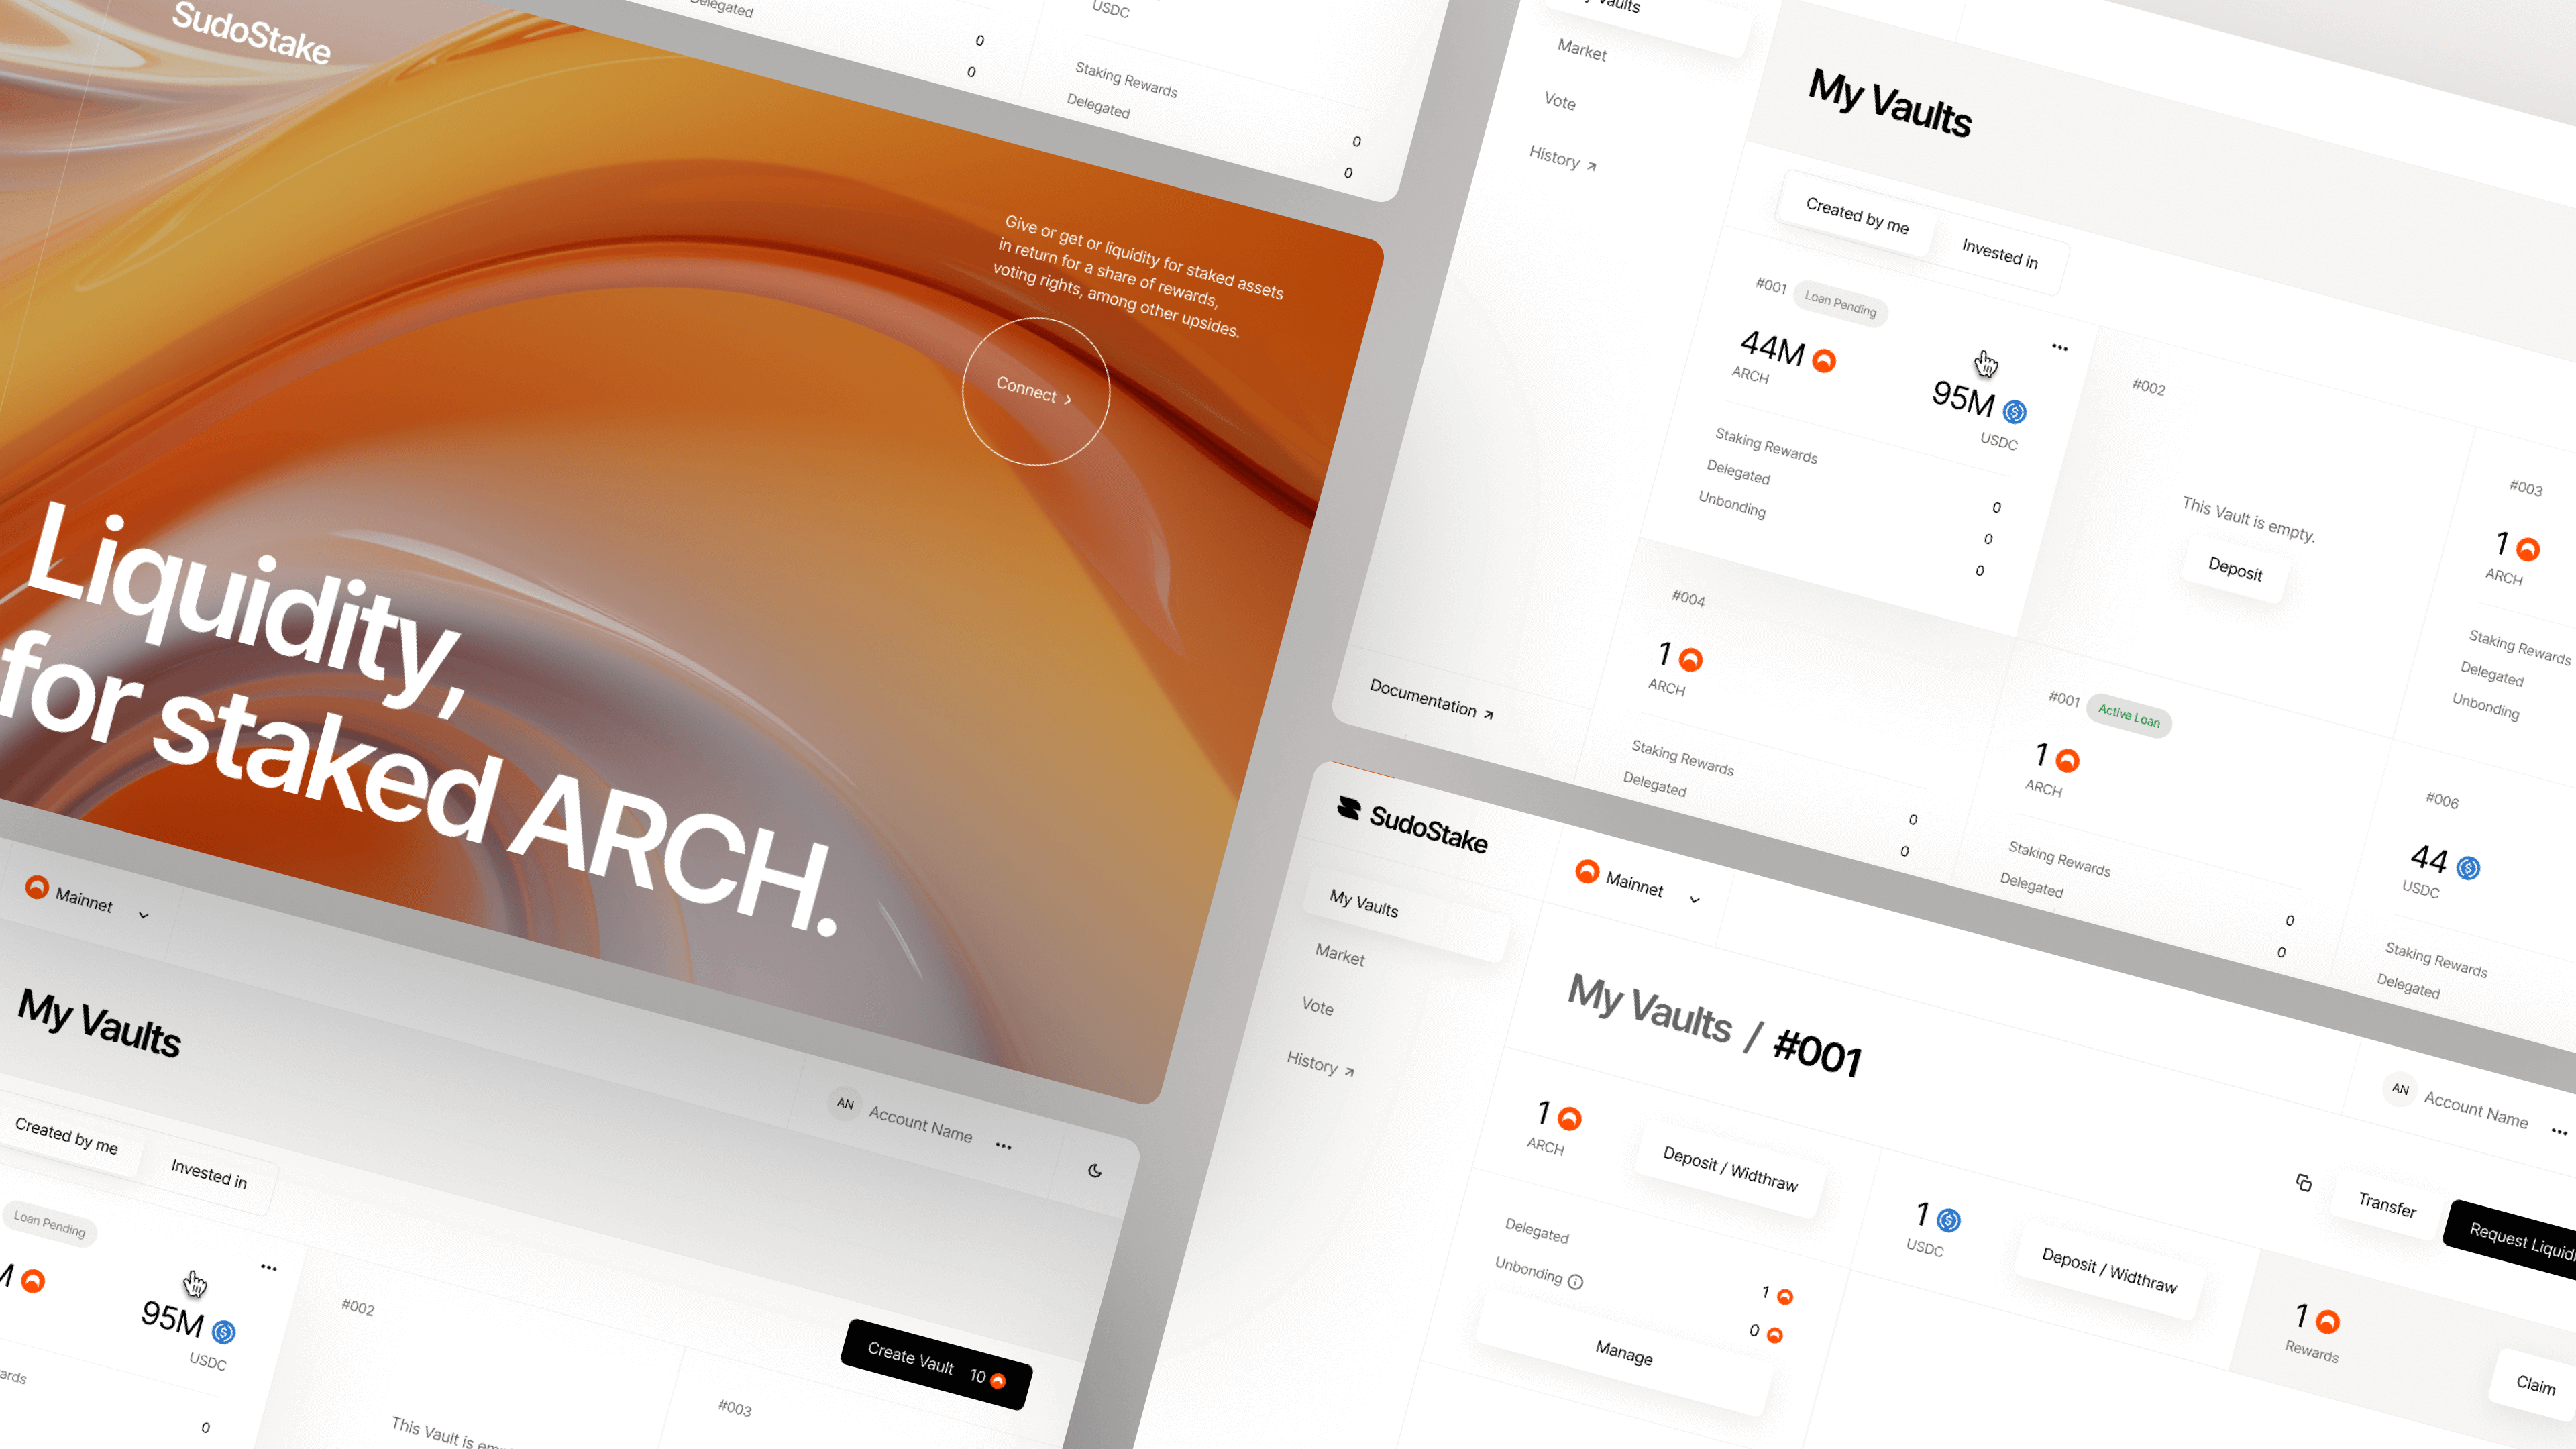 SudoStake
Give or get or liquidity for staked assets
in return for a share of rewards,
voting rights, among other upsides.
Connect
Liquidity,
for staked ARCH.
Delegated
0
0
USDC
Staking Rewards
Delegated
0
0
Vaults
Market
Vote
History
Documentation
My Vaults
Created by me
Invested in
#001
Loan Pending
44M
ARCH
95M
USDC
Staking Rewards
Delegated
Unbonding
0
0
0
#002
This Vault is empty.
Deposit
#003
1
ARCH
Staking Rewards
Delegated
Unbonding
#004
1
ARCH
Staking Rewards
Delegated
0
0
#001
Active Loan
1
ARCH
Staking Rewards
Delegated
0
0
#006
44
USDC
Staking Rewards
Delegated
Mainnet
My Vaults
AN
Account Name
Created by me
Invested in
Create Vault 10
Loan Pending
95M
USDC
0
#002
This Vault is
#003
SudoStake
My Vaults
Market
Vote
History
Mainnet
AN
Account Name
My Vaults / #001
Transfer
Request
1
ARCH
Deposit / Widthraw
Delegated
1
Unbonding
0
Manage
1
USDC
Deposit / Widthraw
1
Rewards
Claim